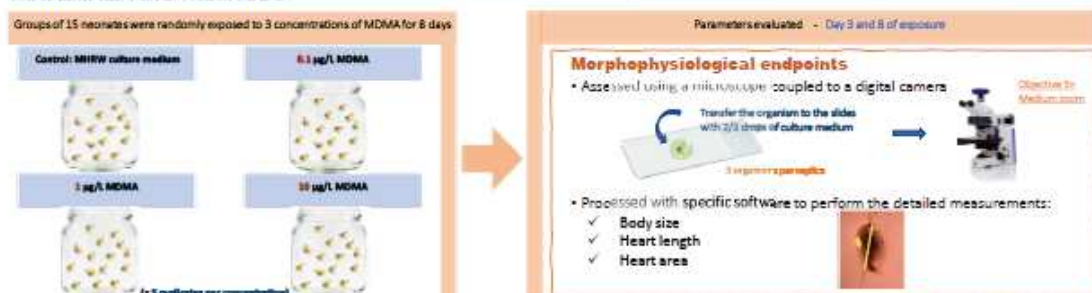 Groups of 15 neonates were randomly exposed to 3 concentrations of MDMA for 8 days
Control: MHRW culture medium
0.1 µg/L MDMA
1 µg/L MDMA
10 µg/L MDMA
Parameters evaluated - Day 3 and 8 of exposure
Morphophysiological endpoints
• Assessed using a microscope coupled to a digital camera
Transfer the organism to the slides
with 2/3 drops of culture medium
Objective
Medium zoom
• Processed with specific software to perform the detailed measurements:
✓ Body size
✓ Heart length
✓ Heart area